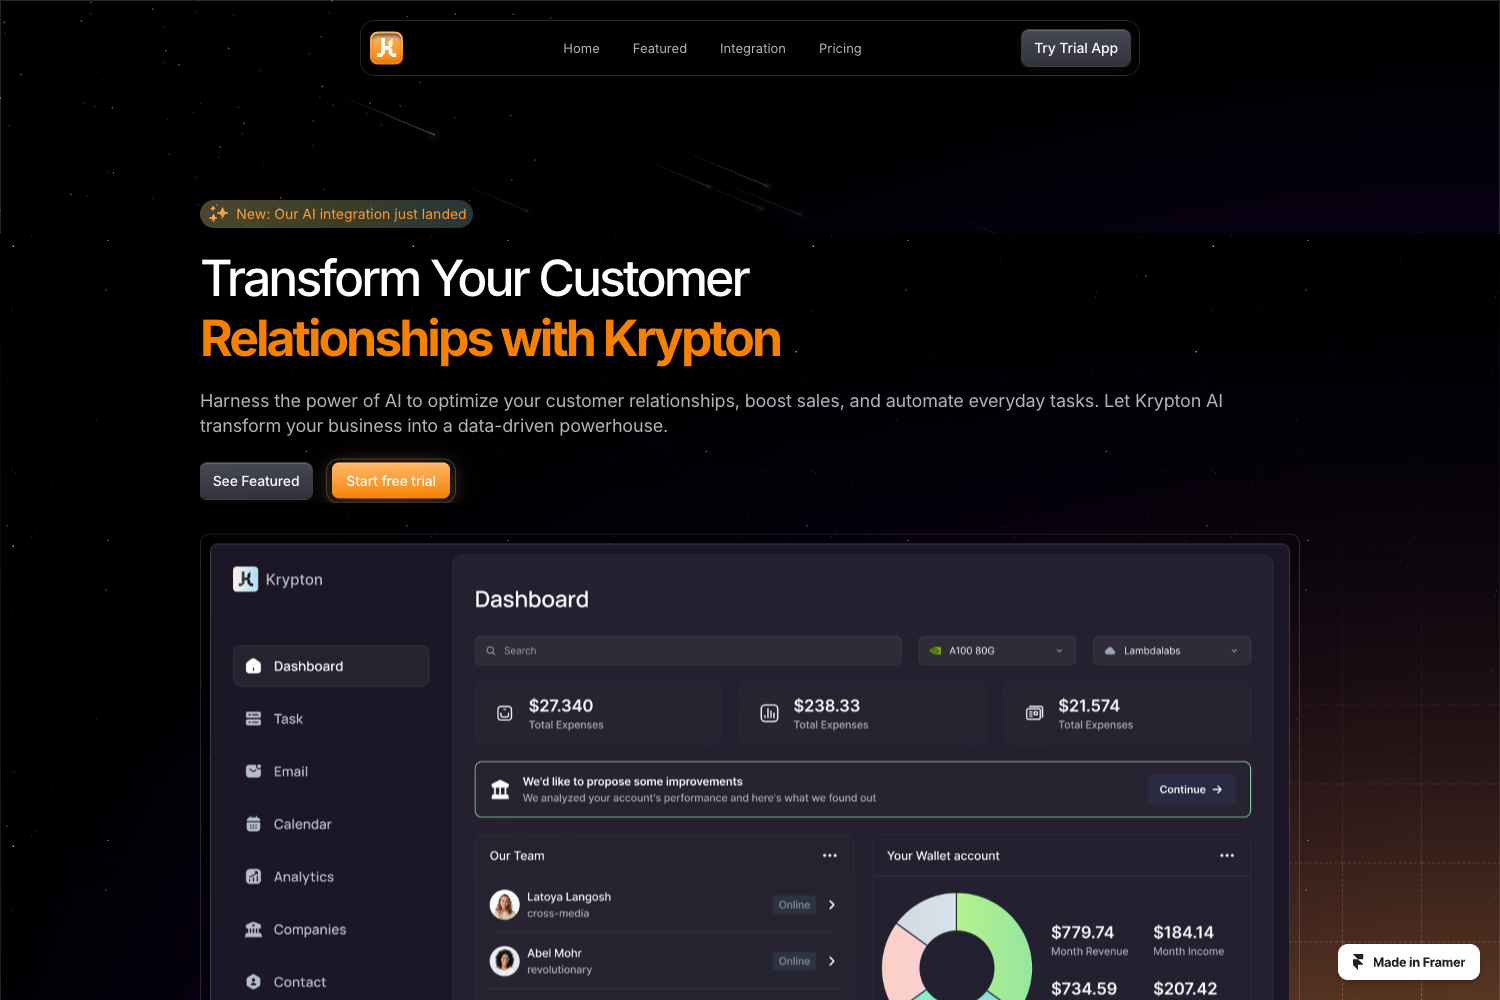 Home
Featured
Integration
Pricing
Try Trial App
New: Our AI integration just landed
Transform Your Customer
Relationships with Krypton
Harness the power of AI to optimize your customer relationships, boost sales, and automate everyday tasks. Let Krypton AI
transform your business into a data-driven powerhouse.
See Featured
Start free trial
Krypton
Dashboard
Task
Email
Calendar
Analytics
Companies
Contact
Dashboard
Search
A100 80G
Lambdalabs
$27.340
Total Expenses
$238.33
Total Expenses
$21.574
Total Expenses
We'd like to propose some improvements
We analyzed your account's performance and here's what we found out
Continue
Our Team
Latoya Langosh
cross-media
Online
Abel Mohr
revolutionary
Online
Your Wallet account
$779.74
Month Revenue
$184.14
Month Income
$734.59
$207.42
Made in Framer